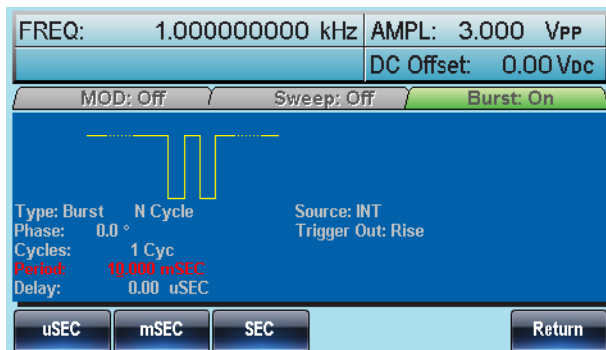 FREQ: 1.000000000 kHz AMPL: 3.000 VPP
DC Offset: 0.00 VDC
MOD: Off Sweep: Off Burst: On
Type: Burst N Cycle Source: INT
Phase: 0.0 ° Trigger Out: Rise
Cycles: 1 Cyc
Period: 10.000 mSEC
Delay: 0.00 uSEC
uSEC mSEC SEC Return